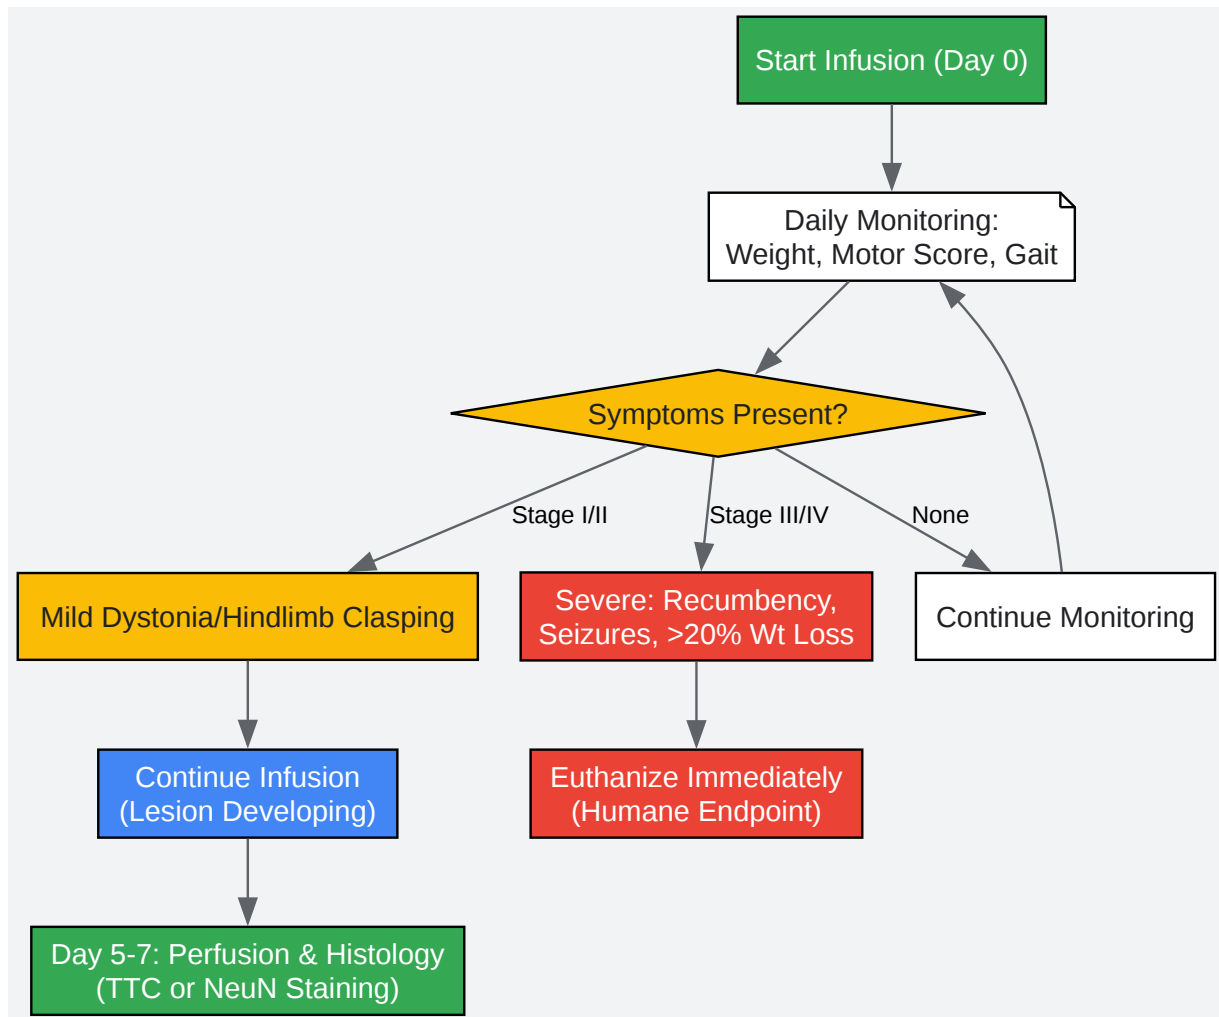 Start Infusion (Day 0)
Daily Monitoring:
Weight, Motor Score, Gait
Symptoms Present?
Stage I/II
Stage III/IV
None
Mild Dystonia/Hindlimb Clasping
Severe: Recumbency,
Seizures, >20% Wt Loss
Continue Monitoring
Continue Infusion
(Lesion Developing)
Euthanize Immediately
(Humane Endpoint)
Day 5-7: Perfusion & Histology
(TTC or NeuN Staining)